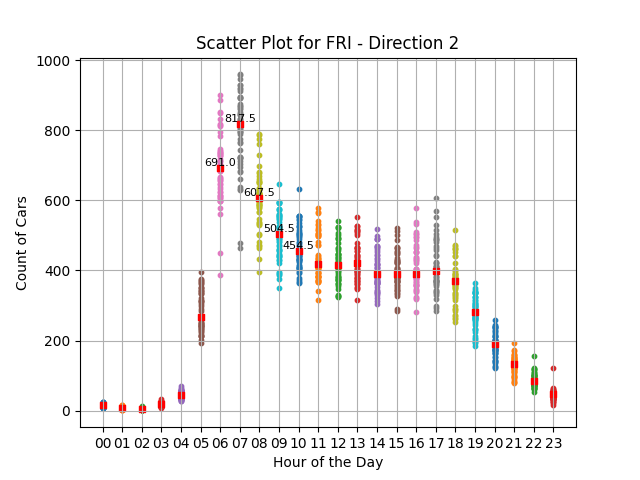 Scatter Plot for FRI - Direction 2
Count of Cars
1000
800
600
400
200
0
817.5
691.0
607.5
504.5
454.5
00 01 02 03 04 05 06 07 08 09 10 11 12 13 14 15 16 17 18 19 20 21 22 23
Hour of the Day